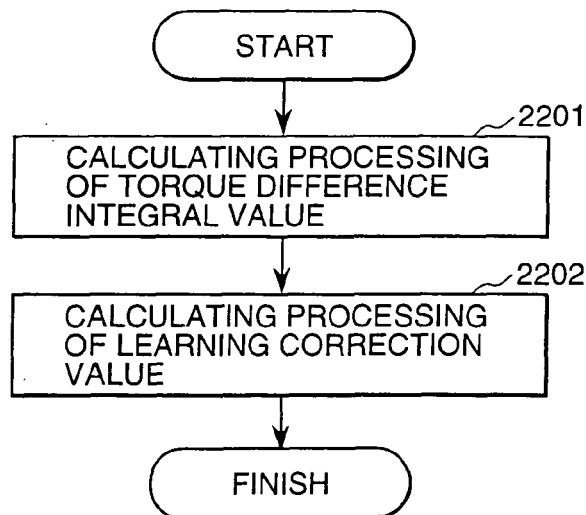 START
2201
CALCULATING PROCESSING
OF TORQUE DIFFERENCE
INTEGRAL VALUE
2202
CALCULATING PROCESSING
OF LEARNING CORRECTION
VALUE
FINISH